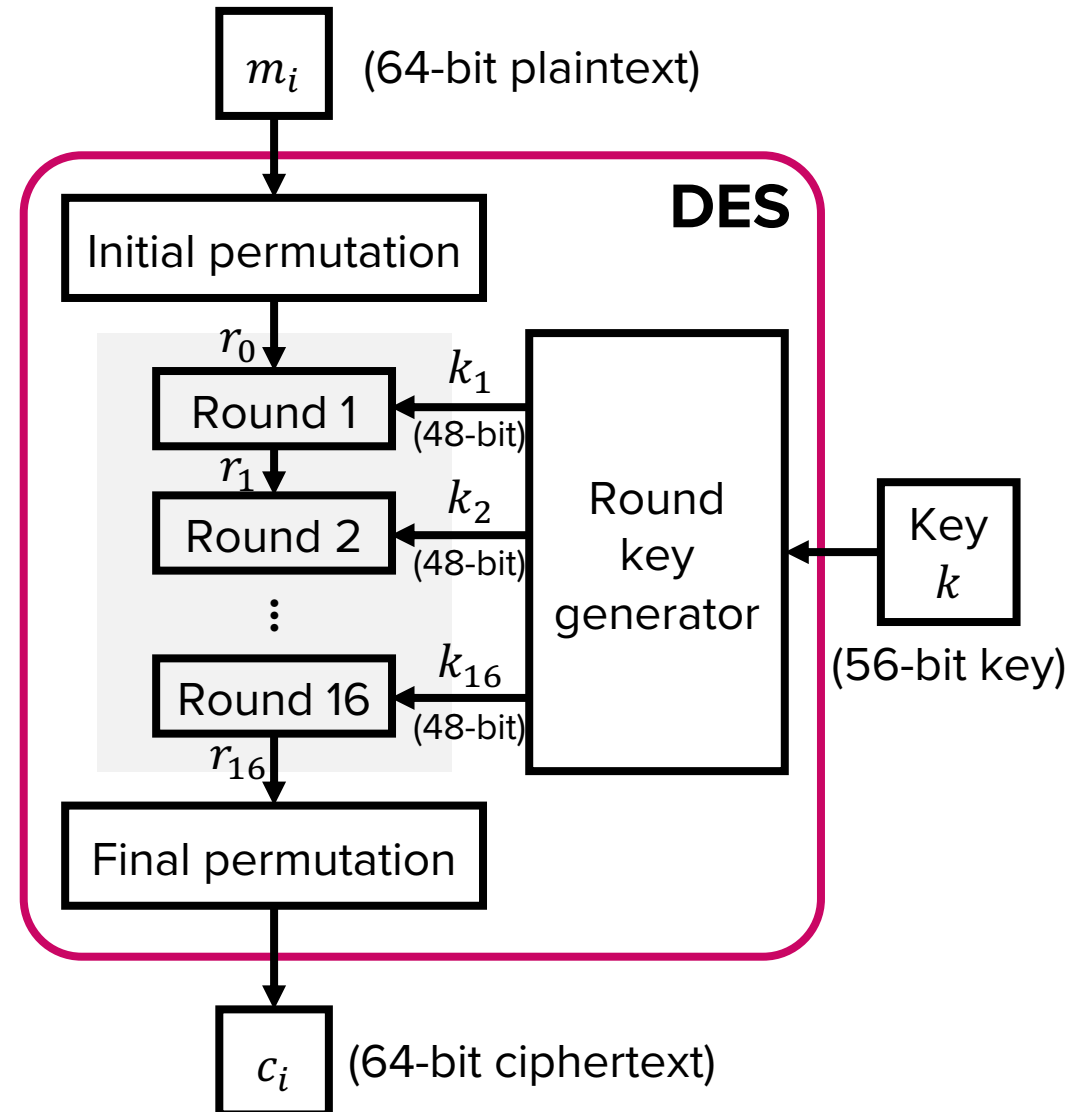 m_i (64-bit plaintext)
DES
Initial permutation
r_0
k_1
Round 1
(48-bit)
r_1
k_2
Round 2
(48-bit)
⋮
Round
key
generator
Key
k
(56-bit key)
k_16
Round 16
(48-bit)
r_16
Final permutation
c_i (64-bit ciphertext)